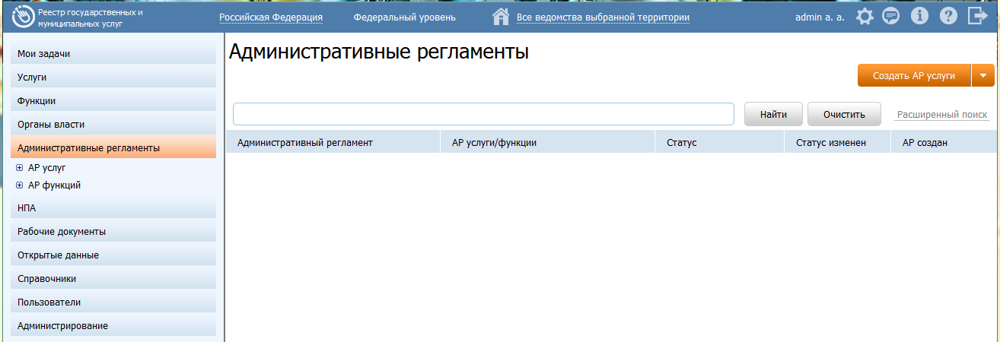 Реестр государственных и
муниципальных услуг
Российская Федерация
Федеральный уровень
Все ведомства выбранной территории
admin a. a.
Мои задачи
Услуги
Функции
Органы власти
Административные регламенты
АР услуг
АР функций
НПА
Рабочие документы
Открытые данные
Справочники
Пользователи
Администрирование
Административные регламенты
Создать АР услуги
Найти
Очистить
Расширенный поиск
Административный регламент
АР услуги/функции
Статус
Статус изменен
АР создан